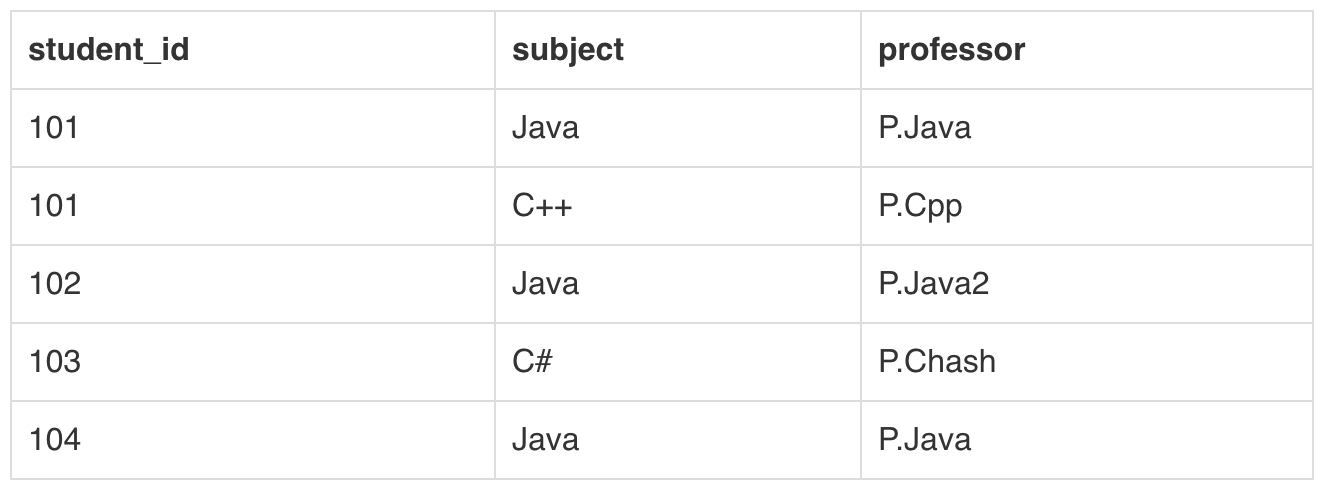 student_id subject professor
101 Java P.Java
101 C++ P.Cpp
102 Java P.Java2
103 C# P.Chash
104 Java P.Java